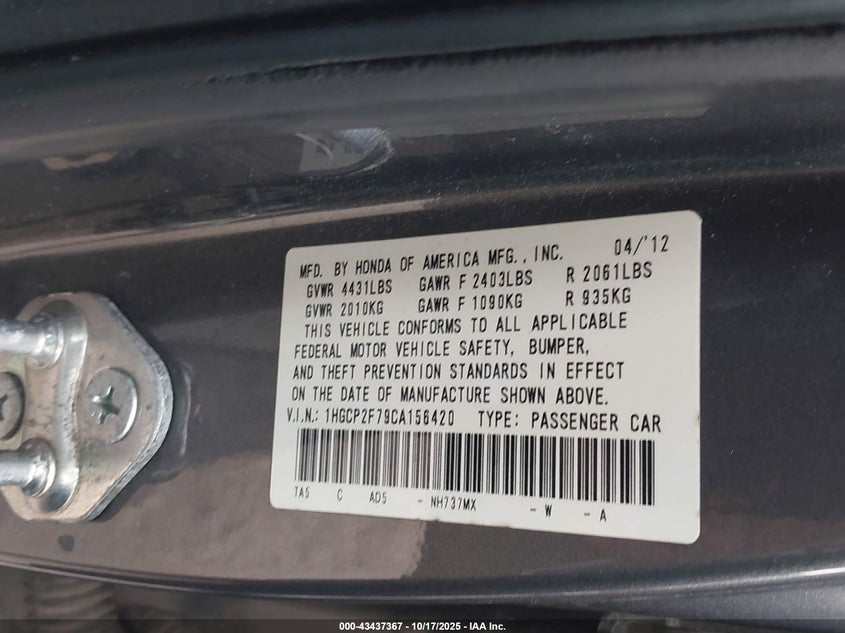 MFD. BY HONDA OF AMERICA MFG., INC. 04/'12
GVWR 4431LBS GAWR F 2403LBS R 2061LBS
GVWR 2010KG GAWR F 1090KG R 935KG
THIS VEHICLE CONFORMS TO ALL APPLICABLE
FEDERAL MOTOR VEHICLE SAFETY, BUMPER,
AND THEFT PREVENTION STANDARDS IN EFFECT
ON THE DATE OF MANUFACTURE SHOWN ABOVE.
V.I.N.: 1HGCP2F79CA156420 TYPE: PASSENGER CAR
TA5 C AD5 - NH737MX - W - A
000-43437367 - 10/17/2025 - IAA Inc.